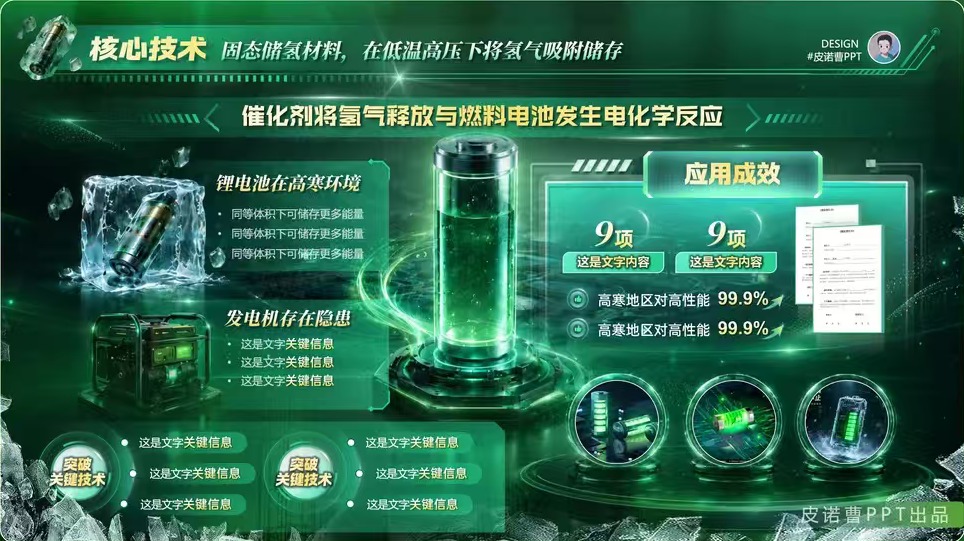 核心技术
固态储氢材料，在低温高压下将氢气吸附储存
DESIGN
#皮诺曹PPT
催化剂将氢气释放与燃料电池发生电化学反应
锂电池在高寒环境
• 同等体积下可储存更多能量
• 同等体积下可储存更多能量
• 同等体积下可储存更多能量
发电机存在隐患
• 这是文字关键信息
• 这是文字关键信息
• 这是文字关键信息
应用成效
9项
这是文字内容
9项
这是文字内容
高寒地区对高性能 99.9%
高寒地区对高性能 99.9%
突破
关键技术
这是文字关键信息
这是文字关键信息
这是文字关键信息
突破
关键技术
这是文字关键信息
这是文字关键信息
这是文字关键信息
皮诺曹PPT出品